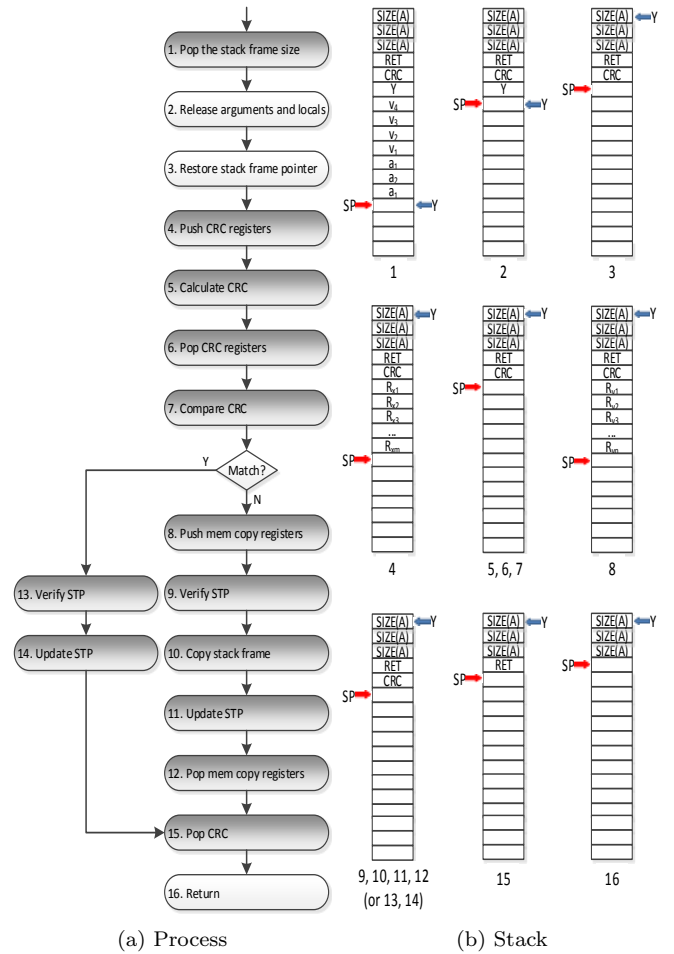 1. Pop the stack frame size
2. Release arguments and locals
3. Restore stack frame pointer
4. Push CRC registers
5. Calculate CRC
6. Pop CRC registers
7. Compare CRC
Match?
Y
N
8. Push mem copy registers
13. Verify STP
9. Verify STP
14. Update STP
10. Copy stack frame
11. Update STP
12. Pop mem copy registers
15. Pop CRC
16. Return
(a) Process
SIZE(A)
SIZE(A)
SIZE(A)
RET
CRC
Y
v4
v3
v2
v1
a1
a2
a1
SP
Y
1
SIZE(A)
SIZE(A)
SIZE(A)
RET
CRC
Y
SP
Y
2
SIZE(A)
Y
SIZE(A)
SIZE(A)
RET
CRC
SP
3
SIZE(A)
Y
SIZE(A)
SIZE(A)
RET
CRC
Rx1
Rx2
Rx3
...
Rxm
SP
4
SIZE(A)
Y
SIZE(A)
SIZE(A)
RET
CRC
SP
5, 6, 7
SIZE(A)
Y
SIZE(A)
SIZE(A)
RET
CRC
Ry1
Ry2
Ry3
...
Ryn
SP
8
SIZE(A)
Y
SIZE(A)
SIZE(A)
RET
CRC
SP
9, 10, 11, 12
(or 13, 14)
SIZE(A)
Y
SIZE(A)
SIZE(A)
RET
SP
15
SIZE(A)
Y
SIZE(A)
SIZE(A)
SP
16
(b) Stack